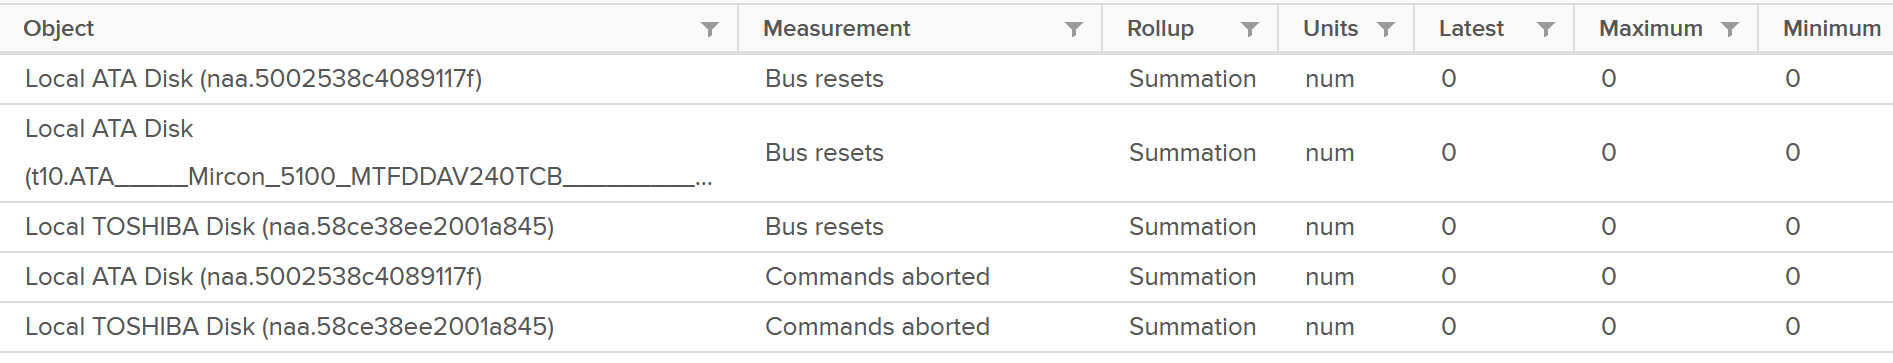 Object Measurement Rollup Units Latest Maximum Minimum
Local ATA Disk (naa.5002538c4089117f) Bus resets Summation num 0 0 0
Local ATA Disk
(t10.ATA_____Mircon_5100_MTFDDAV240TCB_________... Bus resets Summation num 0 0 0
Local TOSHIBA Disk (naa.58ce38ee2001a845) Bus resets Summation num 0 0 0
Local ATA Disk (naa.5002538c4089117f) Commands aborted Summation num 0 0 0
Local TOSHIBA Disk (naa.58ce38ee2001a845) Commands aborted Summation num 0 0 0